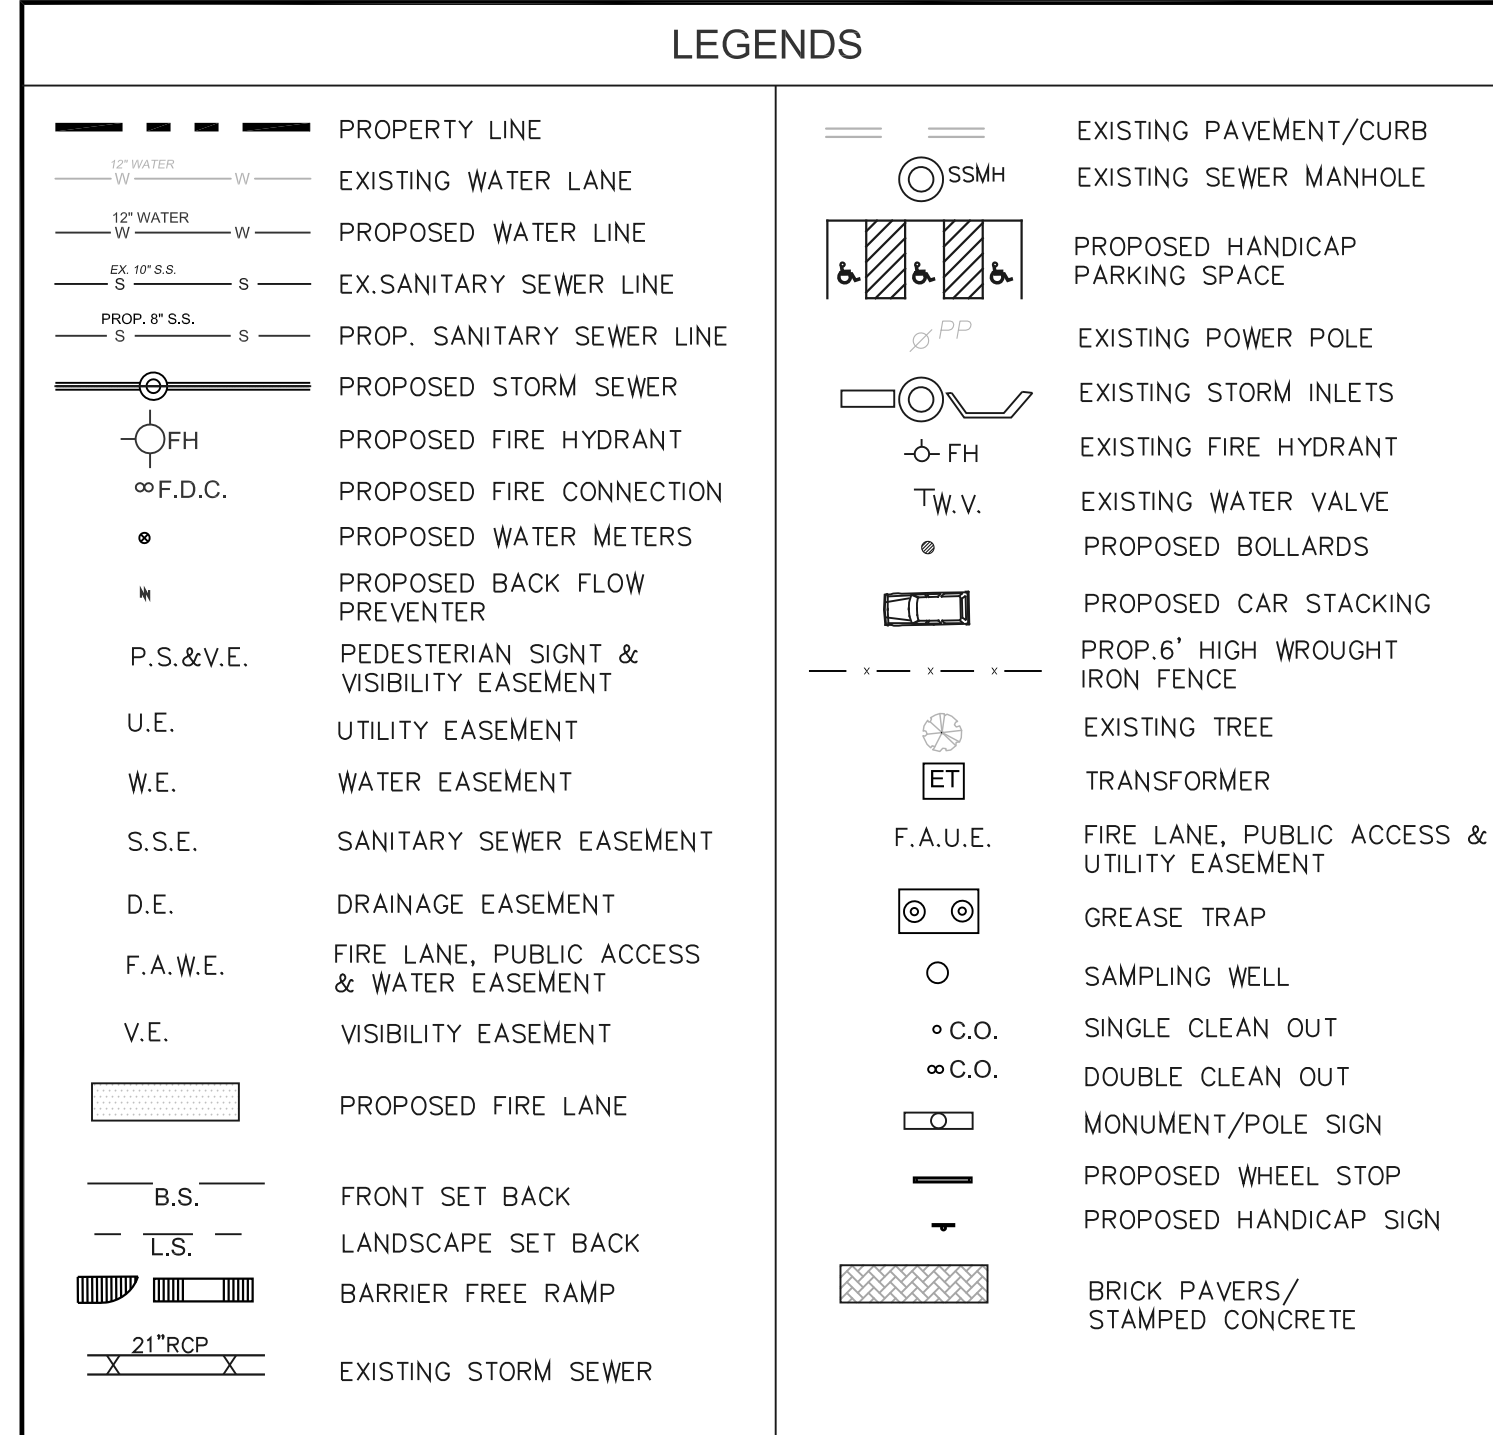 LEGENDS
PROPERTY LINE
12" WATER
W W
EXISTING WATER LANE
12" WATER
W W
PROPOSED WATER LINE
EX. 10" S.S.
S S
EX.SANITARY SEWER LINE
PROP. 8" S.S.
S S
PROP. SANITARY SEWER LINE
PROPOSED STORM SEWER
FH
PROPOSED FIRE HYDRANT
F.D.C.
PROPOSED FIRE CONNECTION
PROPOSED WATER METERS
PROPOSED BACK FLOW
PREVENTER
P.S.&V.E.
PEDESTERIAN SIGNT &
VISIBILITY EASEMENT
U.E.
UTILITY EASEMENT
W.E.
WATER EASEMENT
S.S.E.
SANITARY SEWER EASEMENT
D.E.
DRAINAGE EASEMENT
F.A.W.E.
FIRE LANE, PUBLIC ACCESS
& WATER EASEMENT
V.E.
VISIBILITY EASEMENT
PROPOSED FIRE LANE
B.S.
FRONT SET BACK
L.S.
LANDSCAPE SET BACK
BARRIER FREE RAMP
21"RCP
EXISTING STORM SEWER
EXISTING PAVEMENT/CURB
SSMH
EXISTING SEWER MANHOLE
PROPOSED HANDICAP
PARKING SPACE
PP
EXISTING POWER POLE
EXISTING STORM INLETS
FH
EXISTING FIRE HYDRANT
W.V.
EXISTING WATER VALVE
PROPOSED BOLLARDS
PROPOSED CAR STACKING
x x x
PROP.6' HIGH WROUGHT
IRON FENCE
EXISTING TREE
ET
TRANSFORMER
F.A.U.E.
FIRE LANE, PUBLIC ACCESS &
UTILITY EASEMENT
GREASE TRAP
SAMPLING WELL
C.O.
SINGLE CLEAN OUT
C.O.
DOUBLE CLEAN OUT
MONUMENT/POLE SIGN
PROPOSED WHEEL STOP
PROPOSED HANDICAP SIGN
BRICK PAVERS/
STAMPED CONCRETE